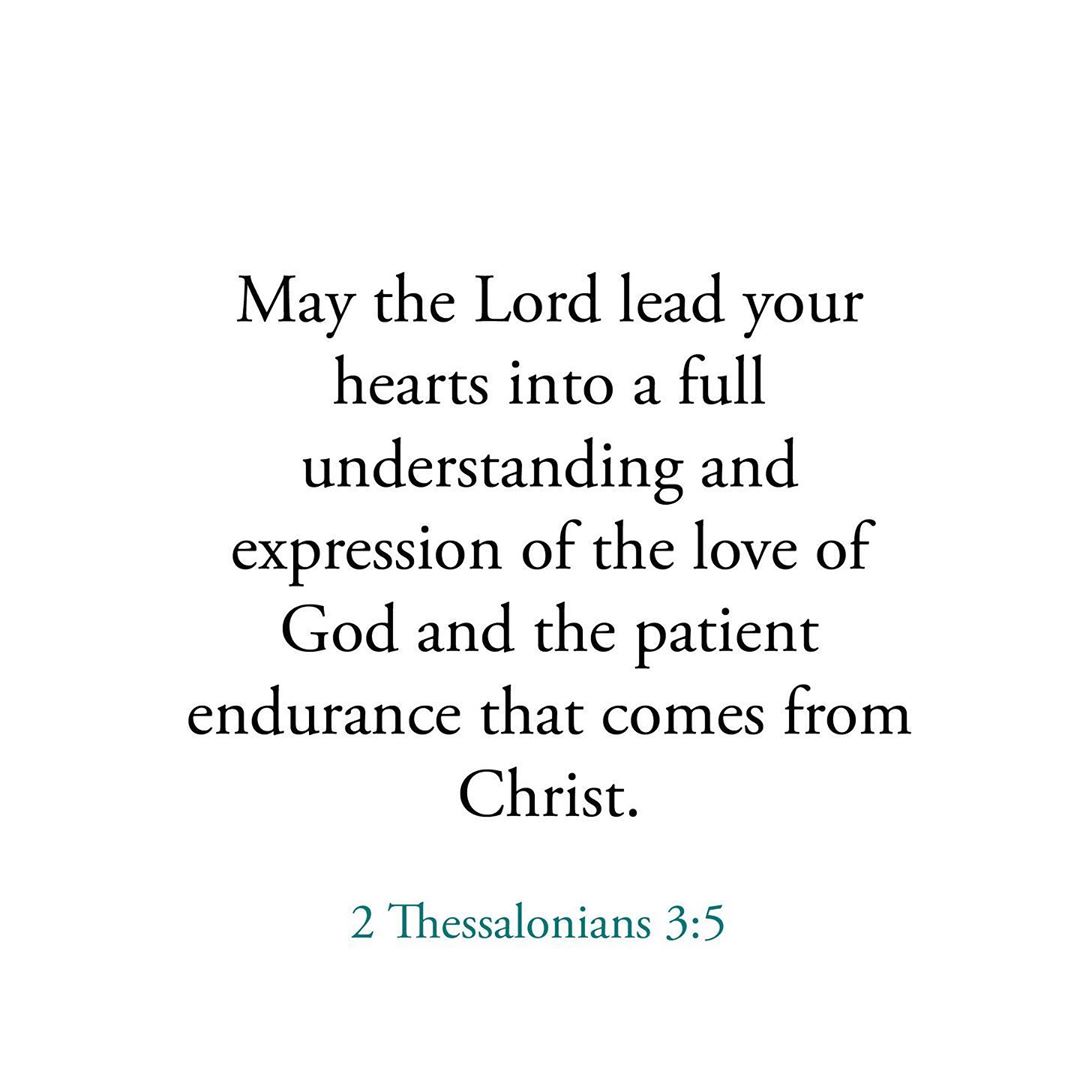 May the Lord lead your
hearts into a full
understanding and
expression of the love of
God and the patient
endurance that comes from
Christ.
2 Thessalonians 3:5